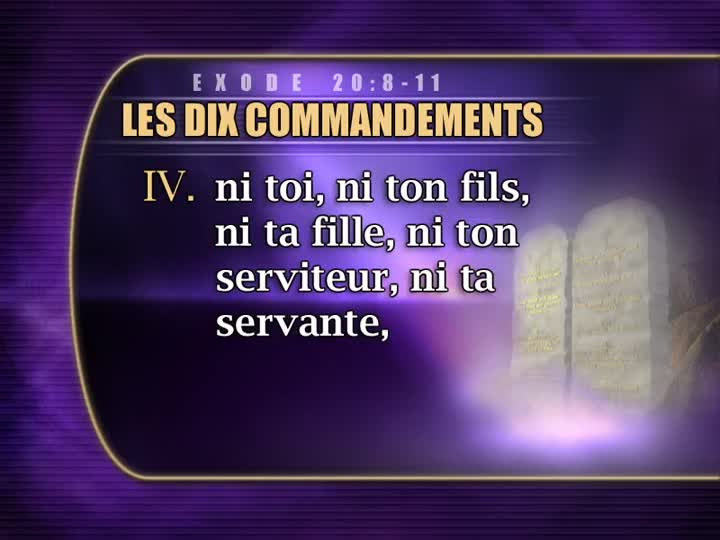 EXODE 20:8-11
LES DIX COMMANDEMENTS
IV. ni toi, ni ton fils,
ni ta fille, ni ton
serviteur, ni ta
servante,